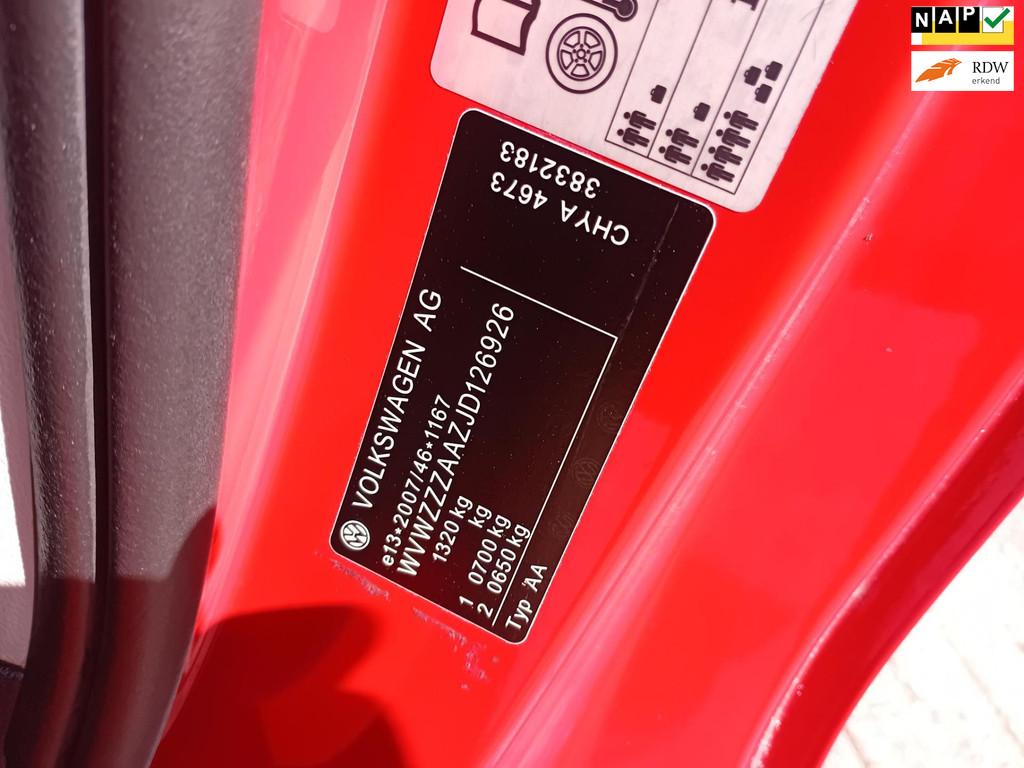 VOLKSWAGEN AG
e13*2007/46*1167
WVWZZZAAZJD126926
1320 kg
kg
1 0700 kg
2 0650 kg
Typ AA
CHYA 4673
3832183
NAP
RDW
erkend